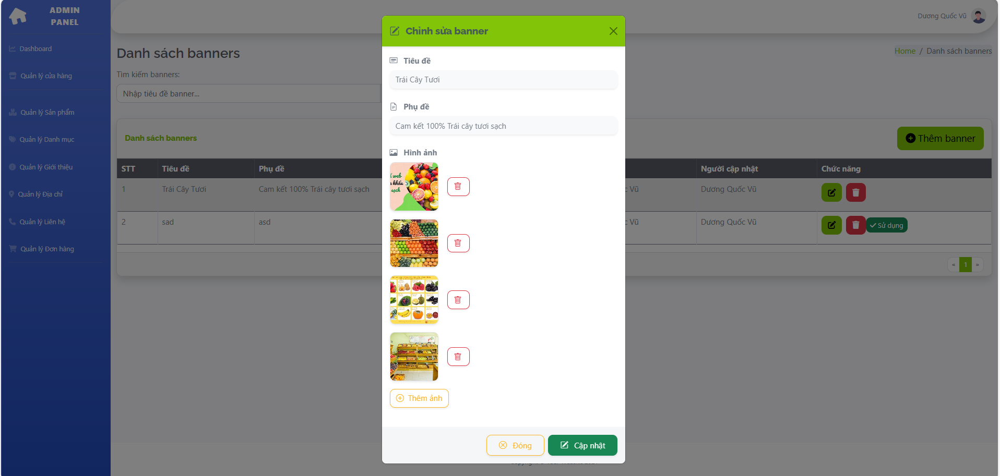 ADMIN
PANEL
Dashboard
Quản lý cửa hàng
Quản lý Sản phẩm
Quản lý Danh mục
Quản lý Giới thiệu
Quản lý Địa chỉ
Quản lý Liên hệ
Quản lý Đơn hàng
Dương Quốc Vũ
Danh sách banners
Home / Danh sách banners
Tìm kiếm banners:
Nhập tiêu đề banner...
Danh sách banners
Thêm banner
STT Tiêu đề Phụ đề Người cập nhật Chức năng
1 Trái Cây Tươi Cam kết 100% Trái cây tươi sạch Vũ Dương Quốc Vũ
2 sad asd Vũ Dương Quốc Vũ Sử dụng
« 1 »
Chỉnh sửa banner
Tiêu đề
Trái Cây Tươi
Phụ đề
Cam kết 100% Trái cây tươi sạch
Hình ảnh
web
khẩu
sạch
Thêm ảnh
Đóng
Cập nhật